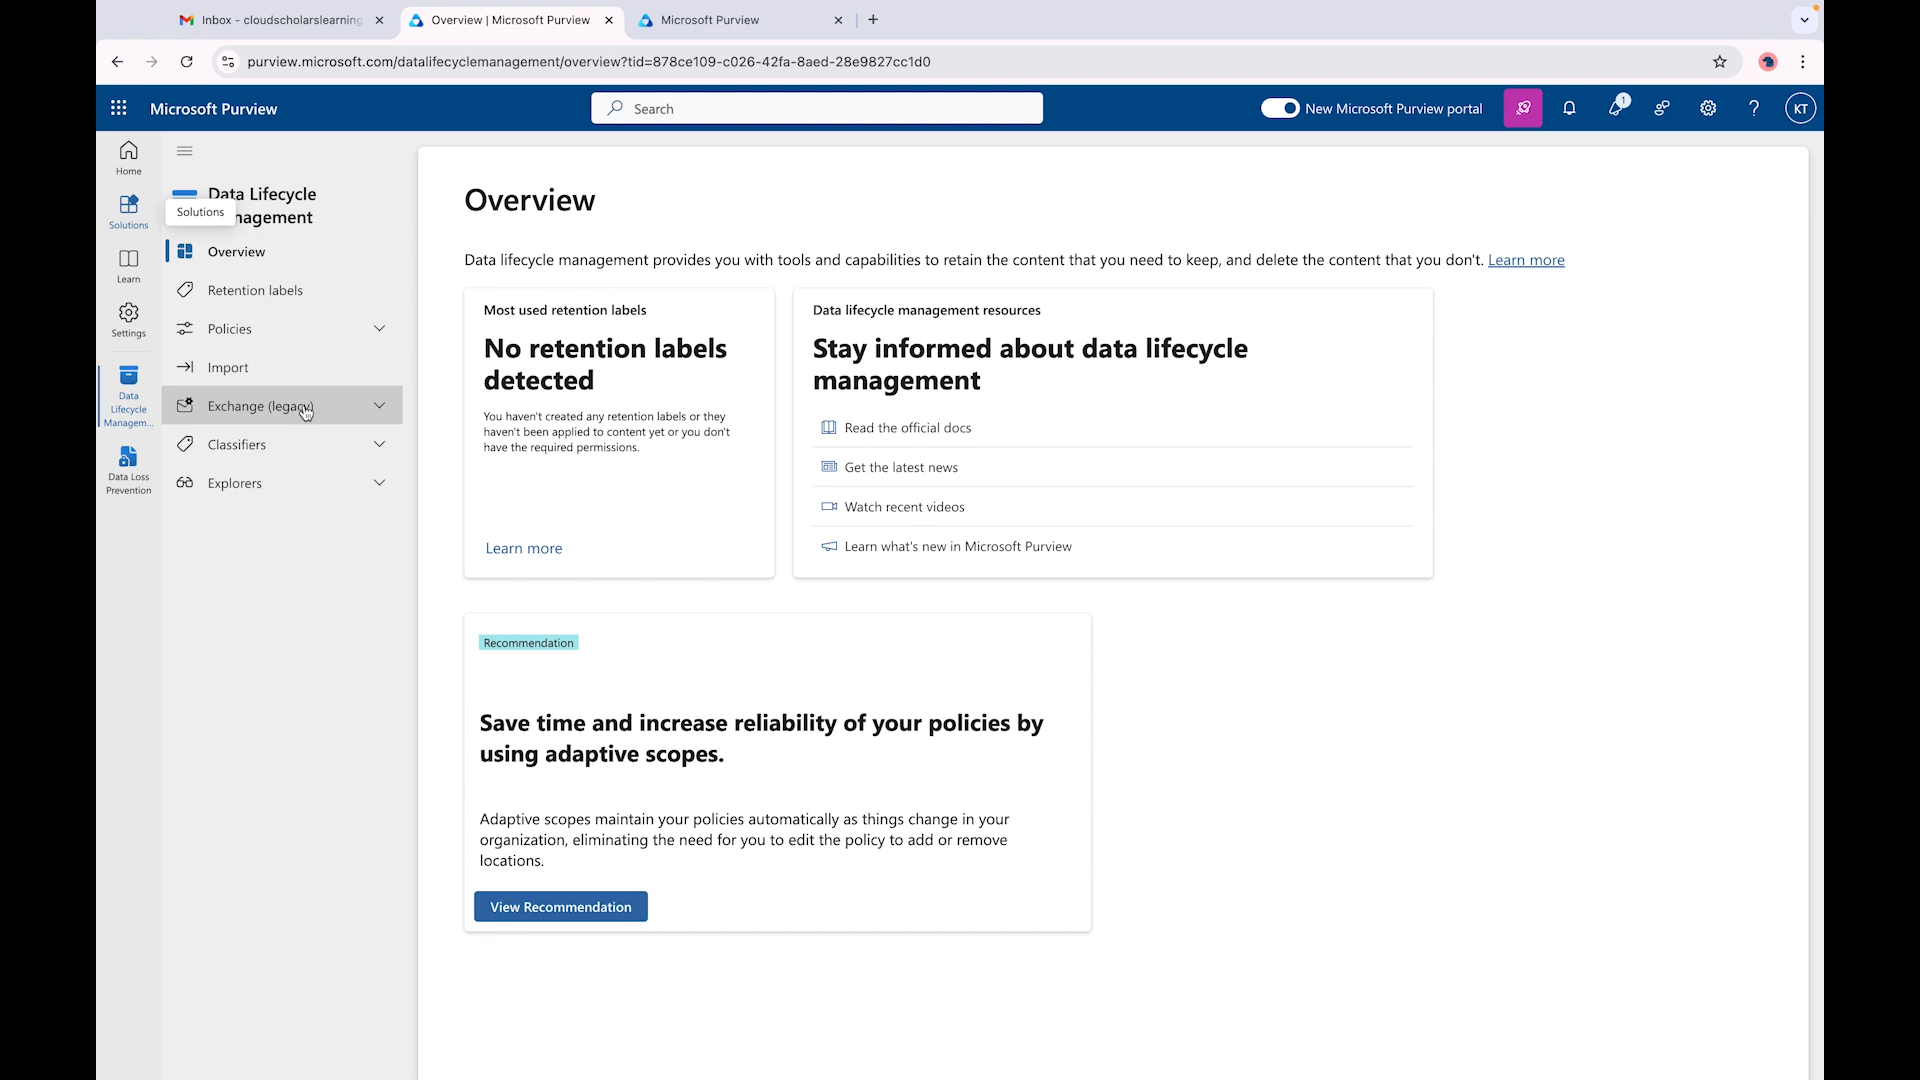 Inbox - cloudscholarslearning
Overview | Microsoft Purview
Microsoft Purview
purview.microsoft.com/datalifecyclemanagement/overview?tid=878ce109-c026-42fa-8aed-28e9827cc1d0
Microsoft Purview
Search
New Microsoft Purview portal
1
KT
Home
Solutions
Learn
Settings
Data
Lifecycle
Managem...
Data Loss
Prevention
Data Lifecycle
nagement
Solutions
Overview
Retention labels
Policies
Import
Exchange (legacy)
Classifiers
Explorers
Overview
Data lifecycle management provides you with tools and capabilities to retain the content that you need to keep, and delete the content that you don't. Learn more
Most used retention labels
No retention labels
detected
You haven't created any retention labels or they
haven't been applied to content yet or you don't
have the required permissions.
Learn more
Data lifecycle management resources
Stay informed about data lifecycle
management
Read the official docs
Get the latest news
Watch recent videos
Learn what's new in Microsoft Purview
Recommendation
Save time and increase reliability of your policies by
using adaptive scopes.
Adaptive scopes maintain your policies automatically as things change in your
organization, eliminating the need for you to edit the policy to add or remove
locations.
View Recommendation